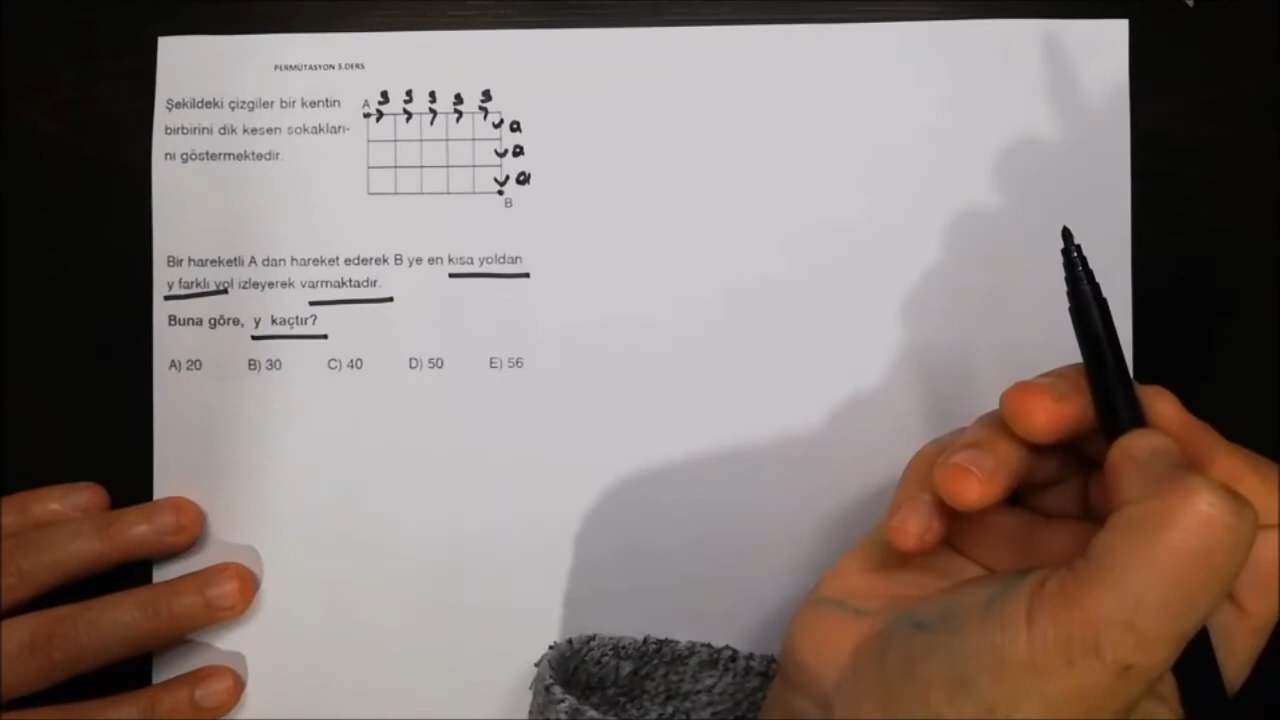 PERMÜTASYON 3.DERS
Şekildeki çizgiler bir kentin
birbirini dik kesen sokakları-
nı göstermektedir.
A s s s s s
a
a
a
B
Bir hareketli A dan hareket ederek B ye en kısa yoldan
y farklı yol izleyerek varmaktadır.
Buna göre, y kaçtır?
A) 20 B) 30 C) 40 D) 50 E) 56